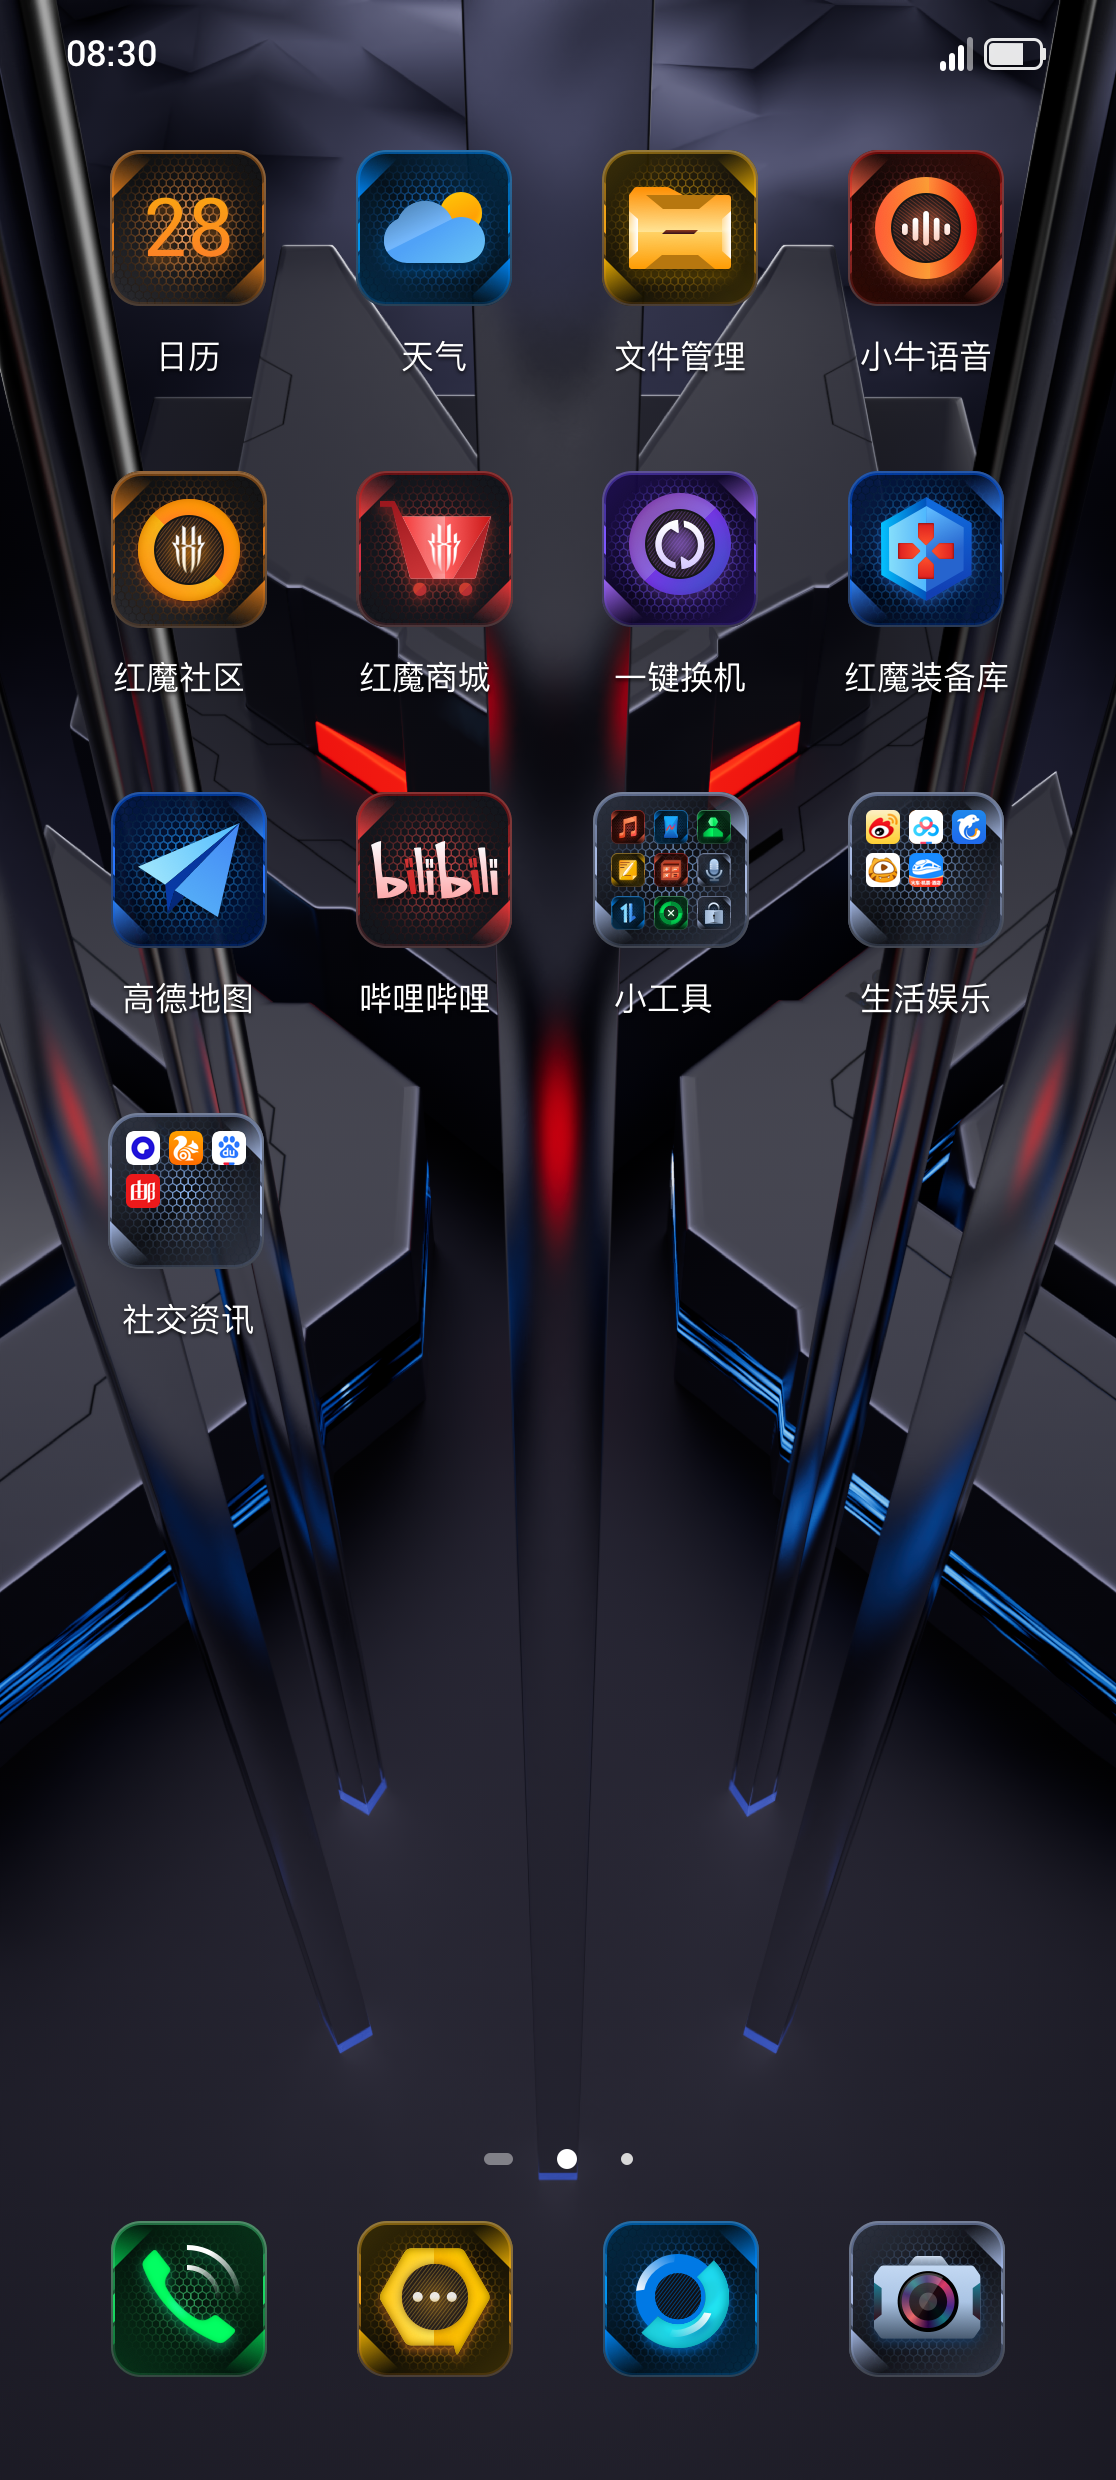 08:30
28
日历
天气
文件管理
小牛语音
红魔社区
红魔商城
一键换机
红魔装备库
bilibili
高德地图
哔哩哔哩
小工具
生活娱乐
du
邮
社交资讯